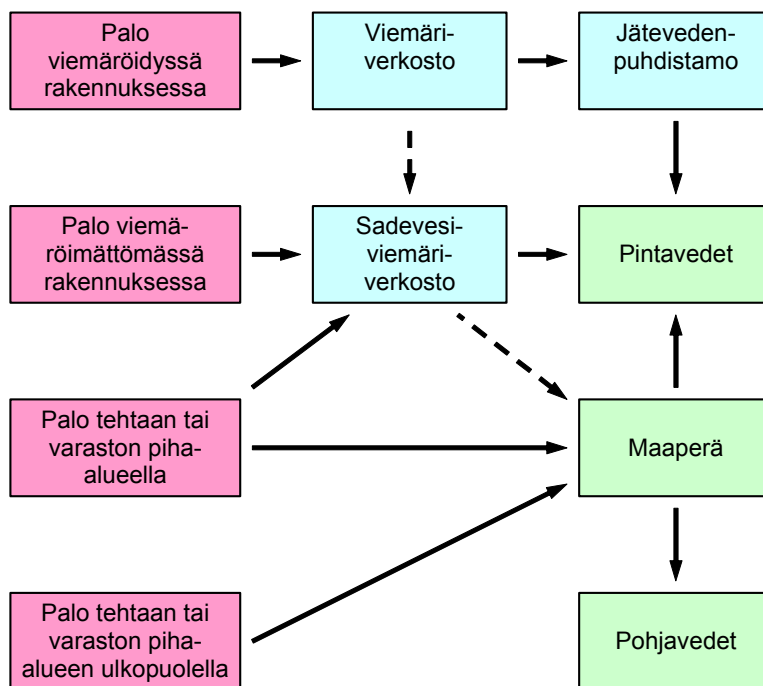 Palo
viemäröidyssä
rakennuksessa
Viemäri-
verkosto
Jäteveden-
puhdistamo
Palo viemä-
röimättömässä
rakennuksessa
Sadevesi-
viemäri-
verkosto
Pintavedet
Palo tehtaan tai
varaston piha-
alueella
Maaperä
Palo tehtaan tai
varaston piha-
alueen ulkopuolella
Pohjavedet